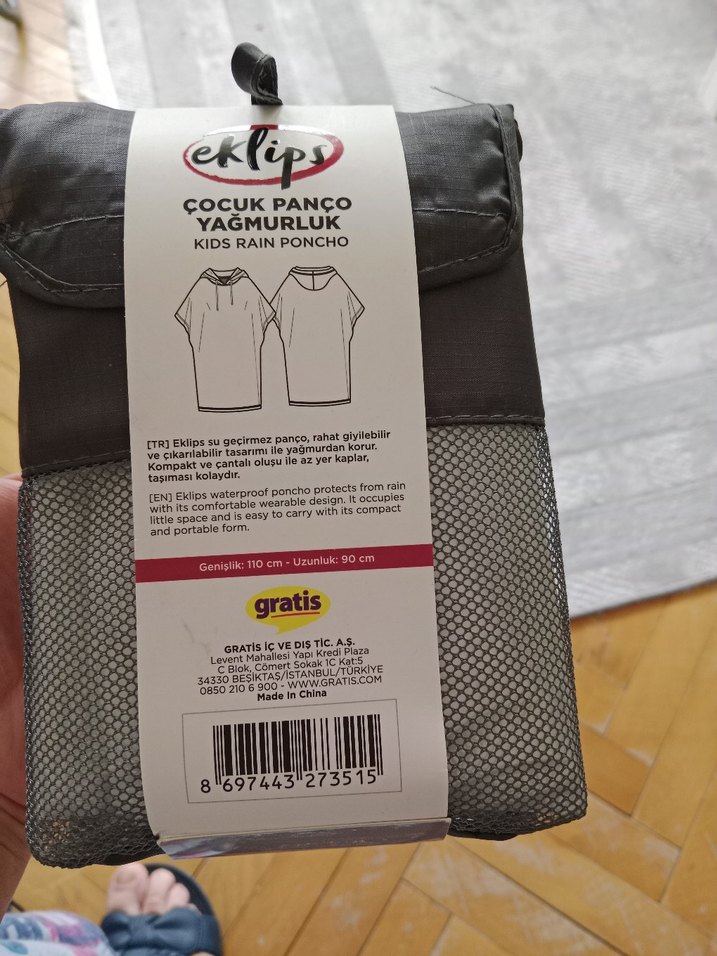 eklips
ÇOCUK PANÇO
YAĞMURLUK
KIDS RAIN PONCHO
[TR] Eklips su geçirmez panço, rahat giyilebilir
ve çıkarılabilir tasarımı ile yağmurdan korur.
Kompakt ve çantalı oluşu ile az yer kaplar,
taşıması kolaydır.
[EN] Eklips waterproof poncho protects from rain
with its comfortable wearable design. It occupies
little space and is easy to carry with its compact
and portable form.
Genişlik: 110 cm - Uzunluk: 90 cm
gratis
GRATİS İÇ VE DIŞ TİC. A.Ş.
Levent Mahallesi Yapı Kredi Plaza
C Blok, Cömert Sokak 1C Kat:5
34330 BEŞİKTAŞ/İSTANBUL/TÜRKİYE
0850 210 6 900 - WWW.GRATIS.COM
Made In China
8 697443 273515